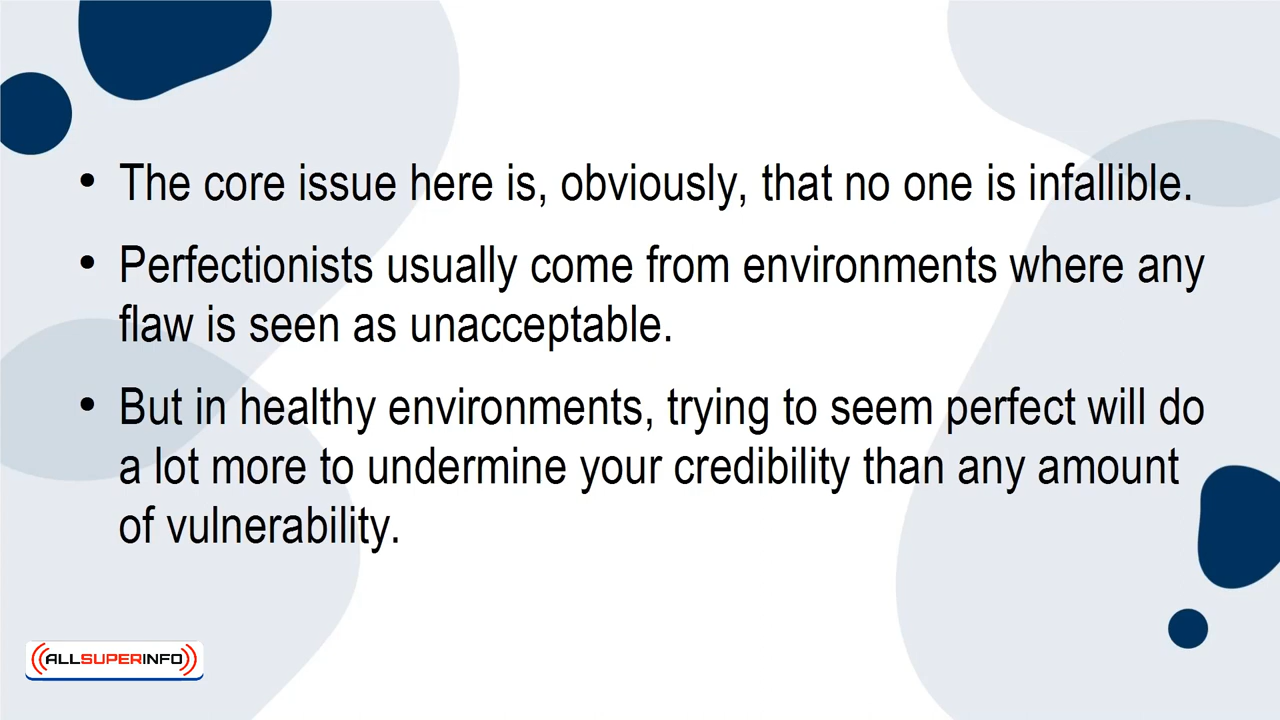 • The core issue here is, obviously, that no one is infallible.
• Perfectionists usually come from environments where any
flaw is seen as unacceptable.
• But in healthy environments, trying to seem perfect will do
a lot more to undermine your credibility than any amount
of vulnerability.
ALLSUPERINFO